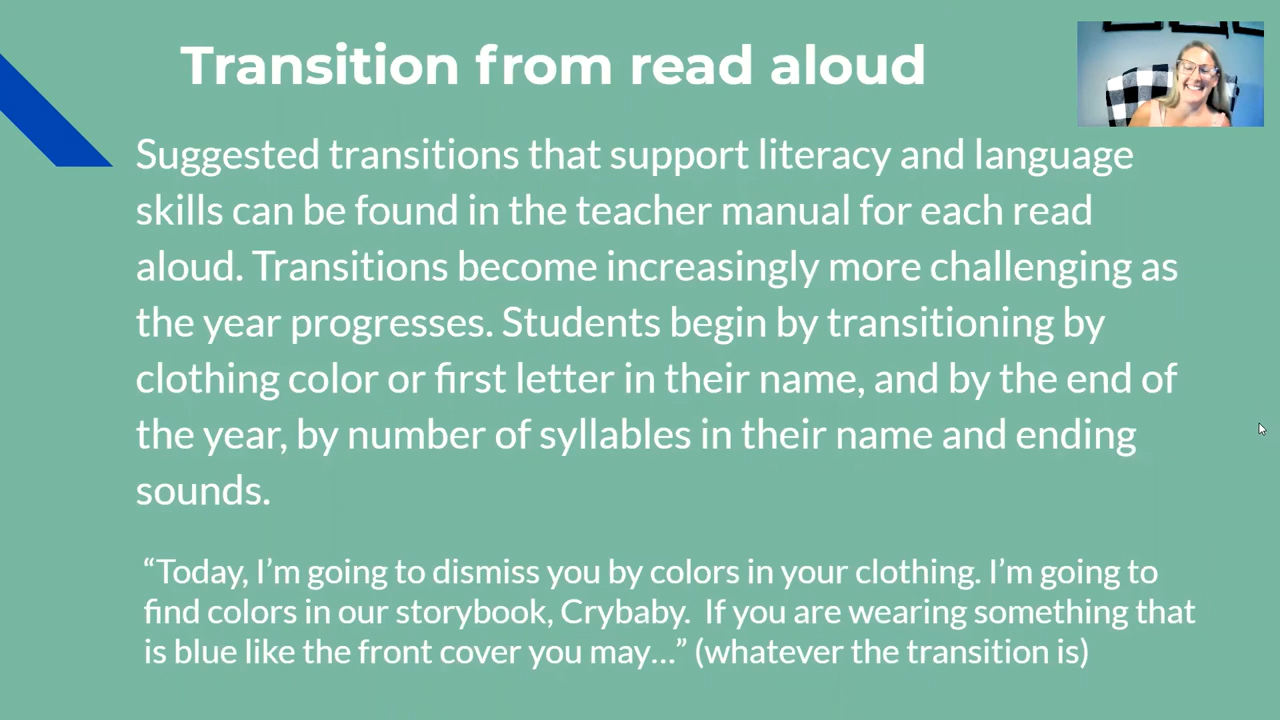 Transition from read aloud
Suggested transitions that support literacy and language
skills can be found in the teacher manual for each read
aloud. Transitions become increasingly more challenging as
the year progresses. Students begin by transitioning by
clothing color or first letter in their name, and by the end of
the year, by number of syllables in their name and ending
sounds.
“Today, I’m going to dismiss you by colors in your clothing. I’m going to
find colors in our storybook, Crybaby.  If you are wearing something that
is blue like the front cover you may…” (whatever the transition is)